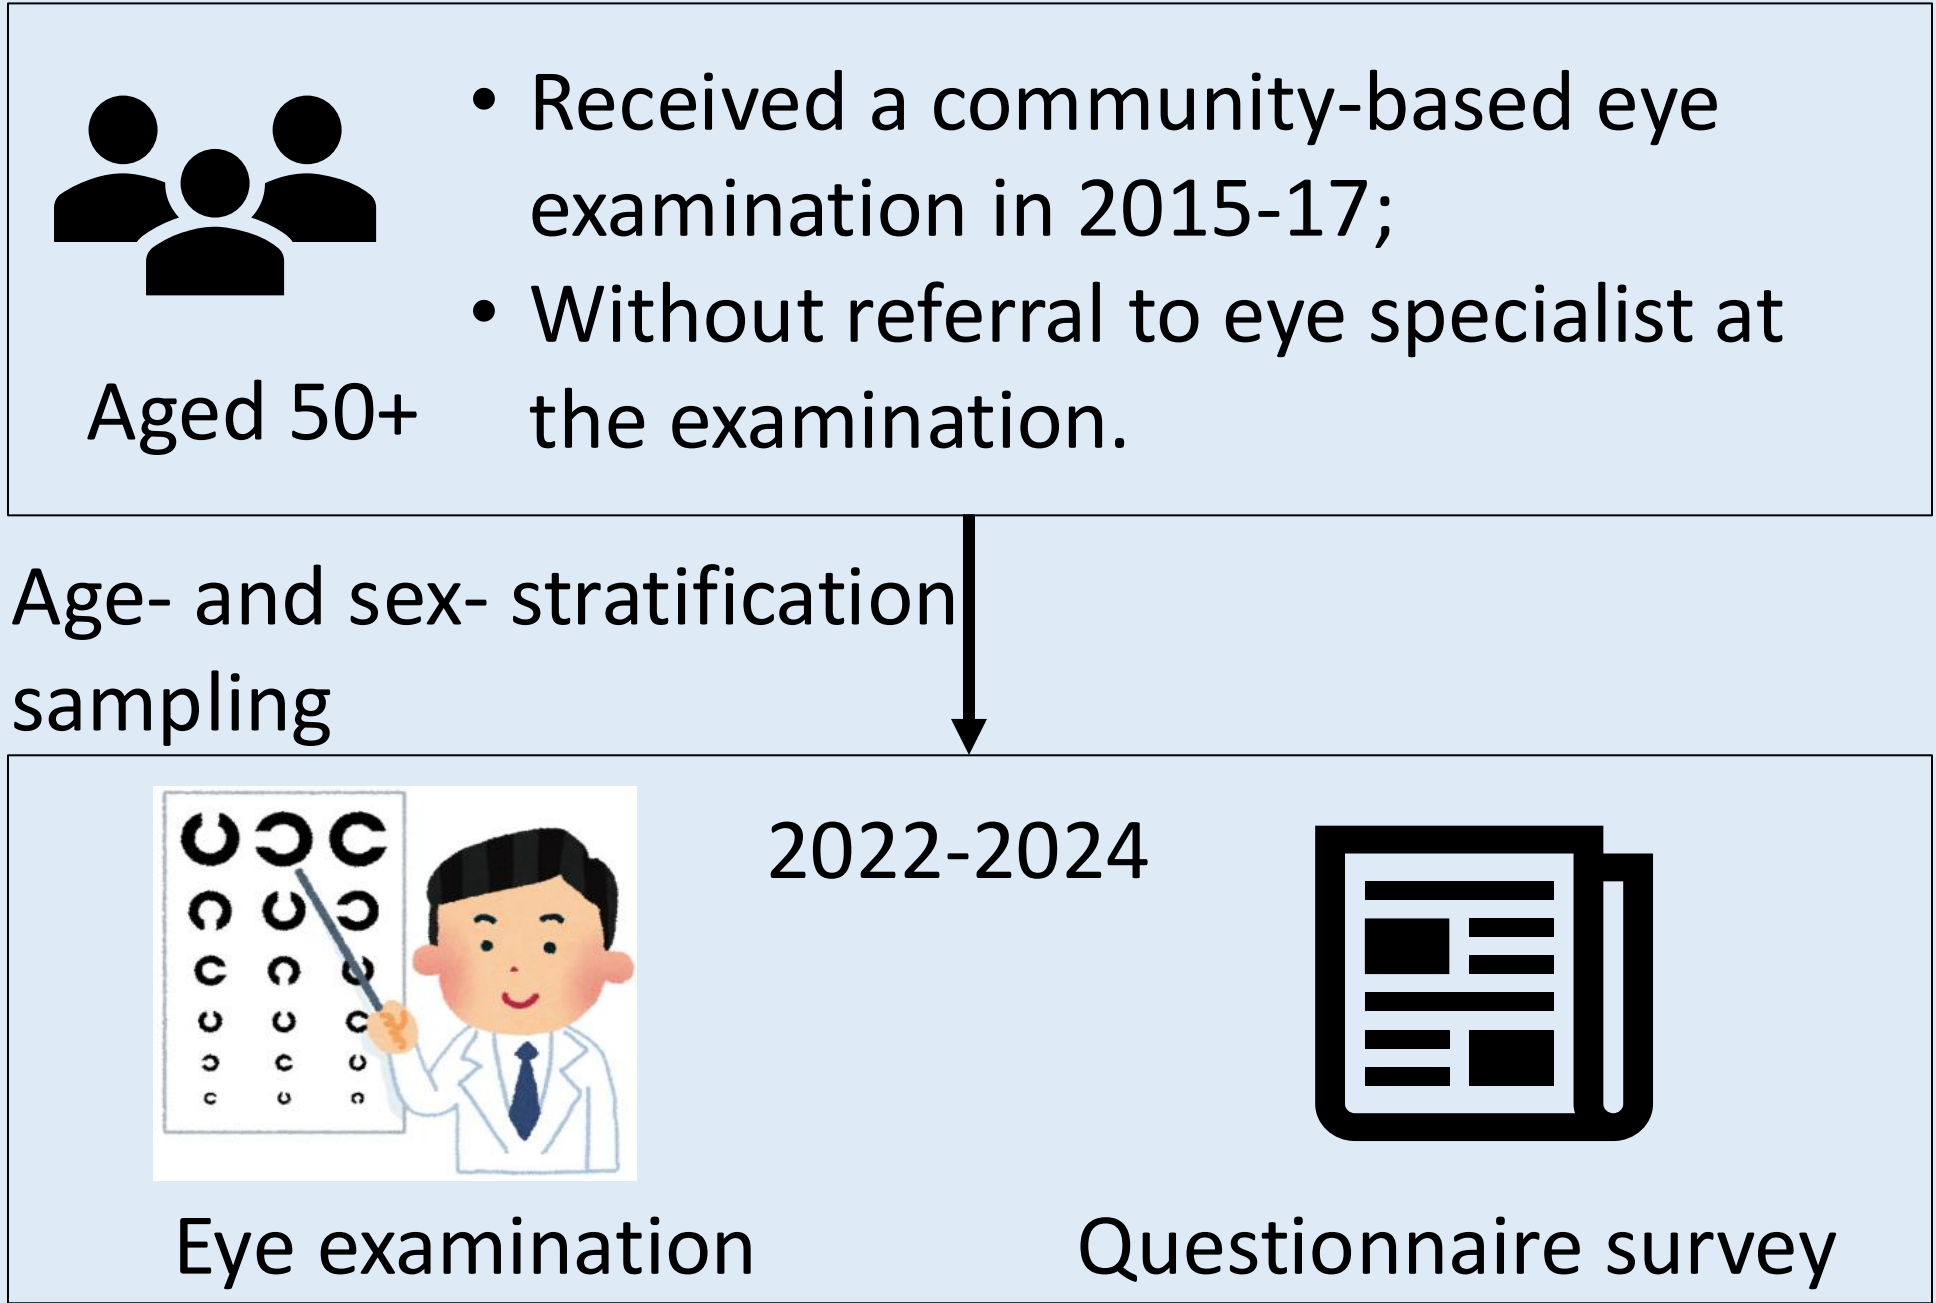 • Received a community-based eye
examination in 2015-17;
• Without referral to eye specialist at
the examination.
Aged 50+
Age- and sex- stratification
sampling
2022-2024
Eye examination
Questionnaire survey